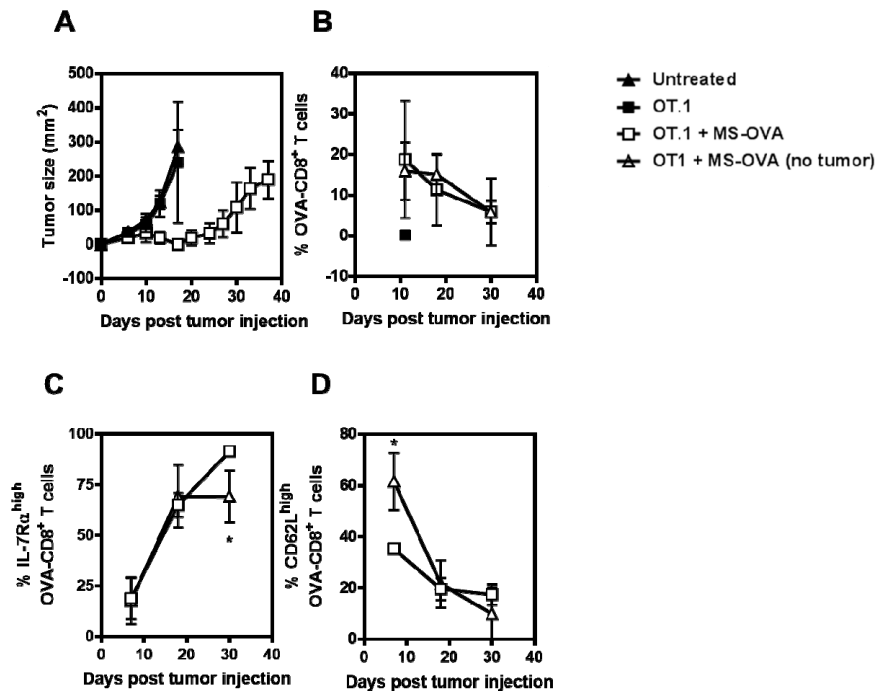 A
B
500
400
300
200
100
0
-100
Tumor size (mm²)
0 10 20 30 40
Days post tumor injection
40
30
20
10
0
-10
% OVA-CD8⁺ T cells
0 10 20 30 40
Days post tumor injection
Untreated
OT.1
OT.1 + MS-OVA
OT1 + MS-OVA (no tumor)
C
D
100
75
50
25
0
% IL-7Rα^high
OVA-CD8⁺ T cells
*
0 10 20 30 40
Days post tumor injection
80
60
40
20
0
% CD62L^high
OVA-CD8⁺ T cells
*
0 10 20 30 40
Days post tumor injection